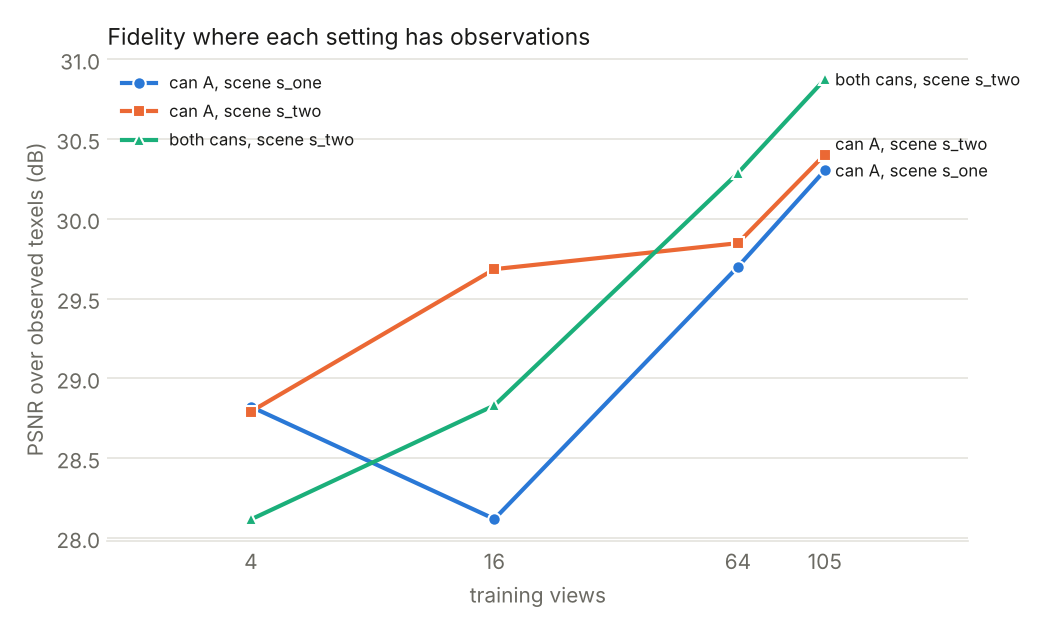 Fidelity where each setting has observations
can A, scene s_one
can A, scene s_two
both cans, scene s_two
PSNR over observed texels (dB)
31.0
30.5
30.0
29.5
29.0
28.5
28.0
both cans, scene s_two
can A, scene s_two
can A, scene s_one
4 16 64 105
training views